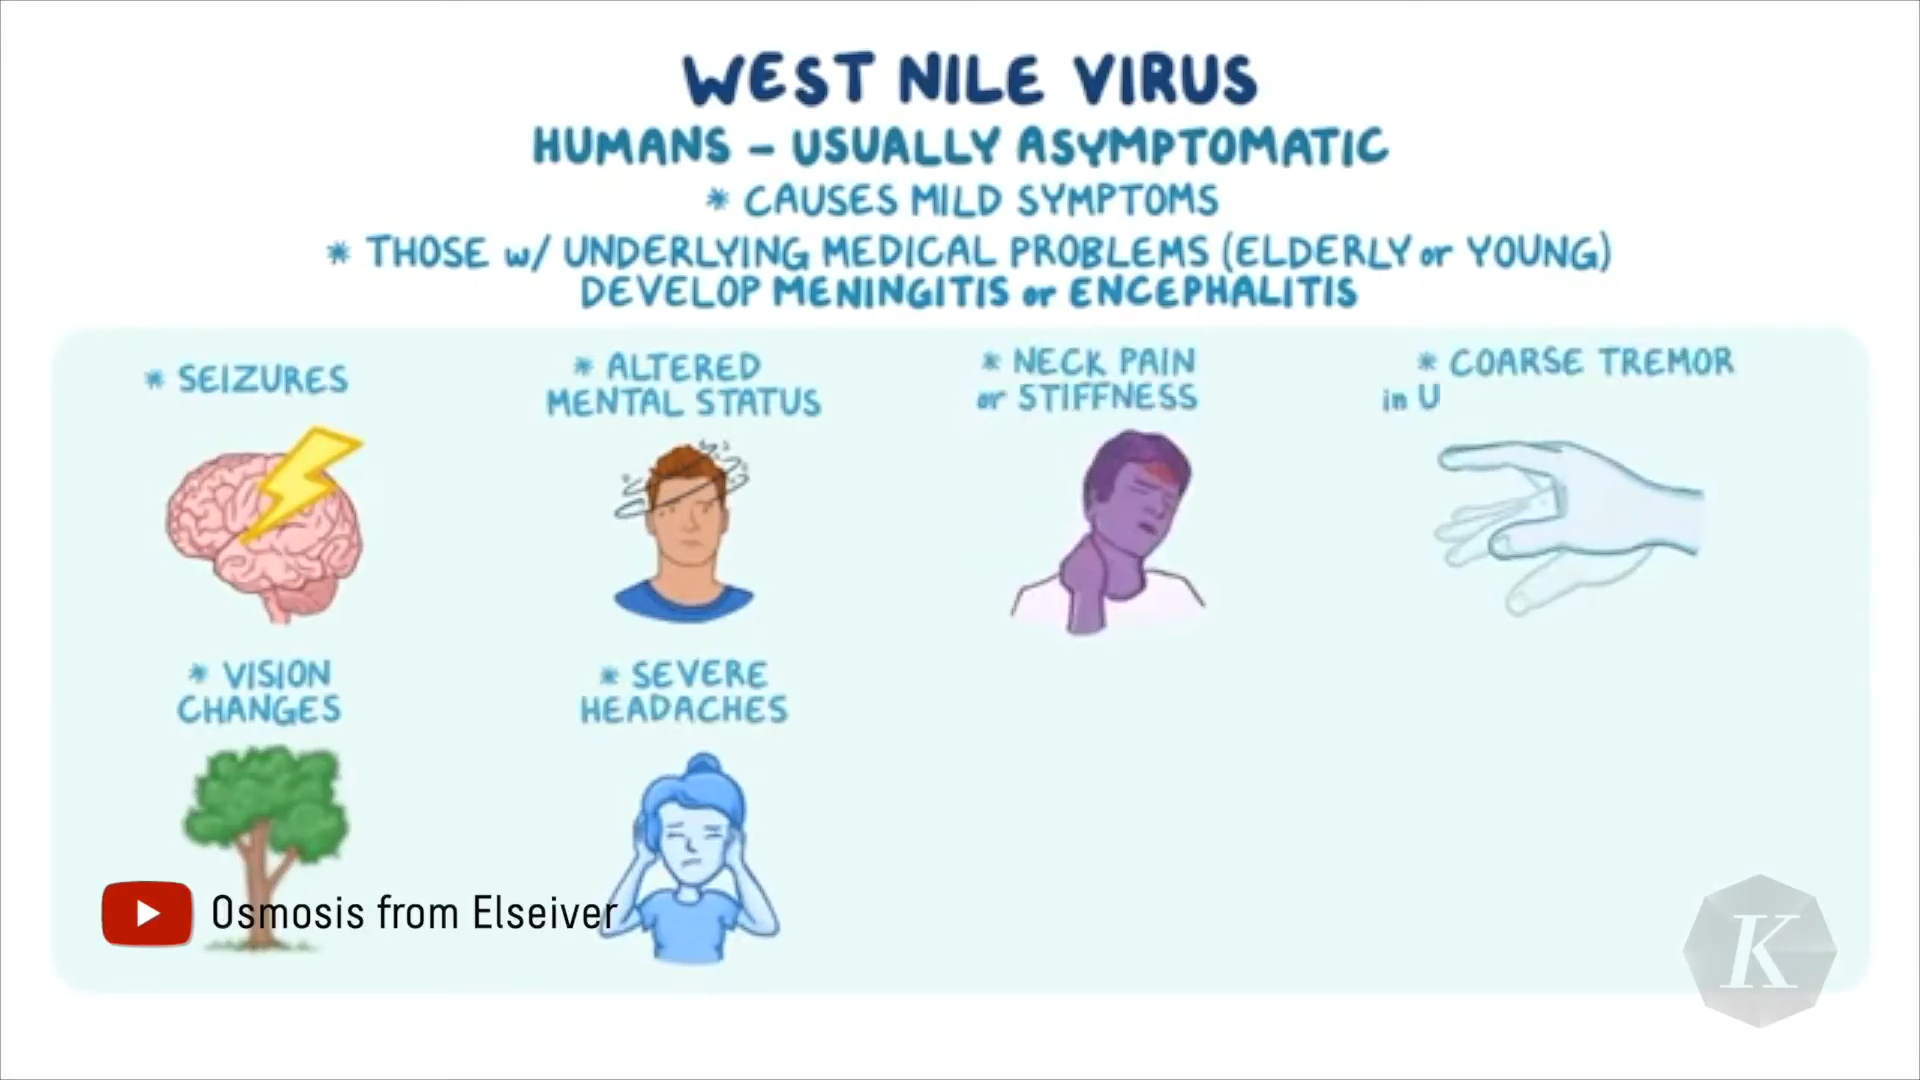 WEST NILE VIRUS
HUMANS – USUALLY ASYMPTOMATIC
* CAUSES MILD SYMPTOMS
* THOSE w/ UNDERLYING MEDICAL PROBLEMS (ELDERLY or YOUNG)
DEVELOP MENINGITIS or ENCEPHALITIS
* SEIZURES
* ALTERED
MENTAL STATUS
* NECK PAIN
or STIFFNESS
* COARSE TREMOR
in U
* VISION
CHANGES
* SEVERE
HEADACHES
Osmosis from Elseiver
K